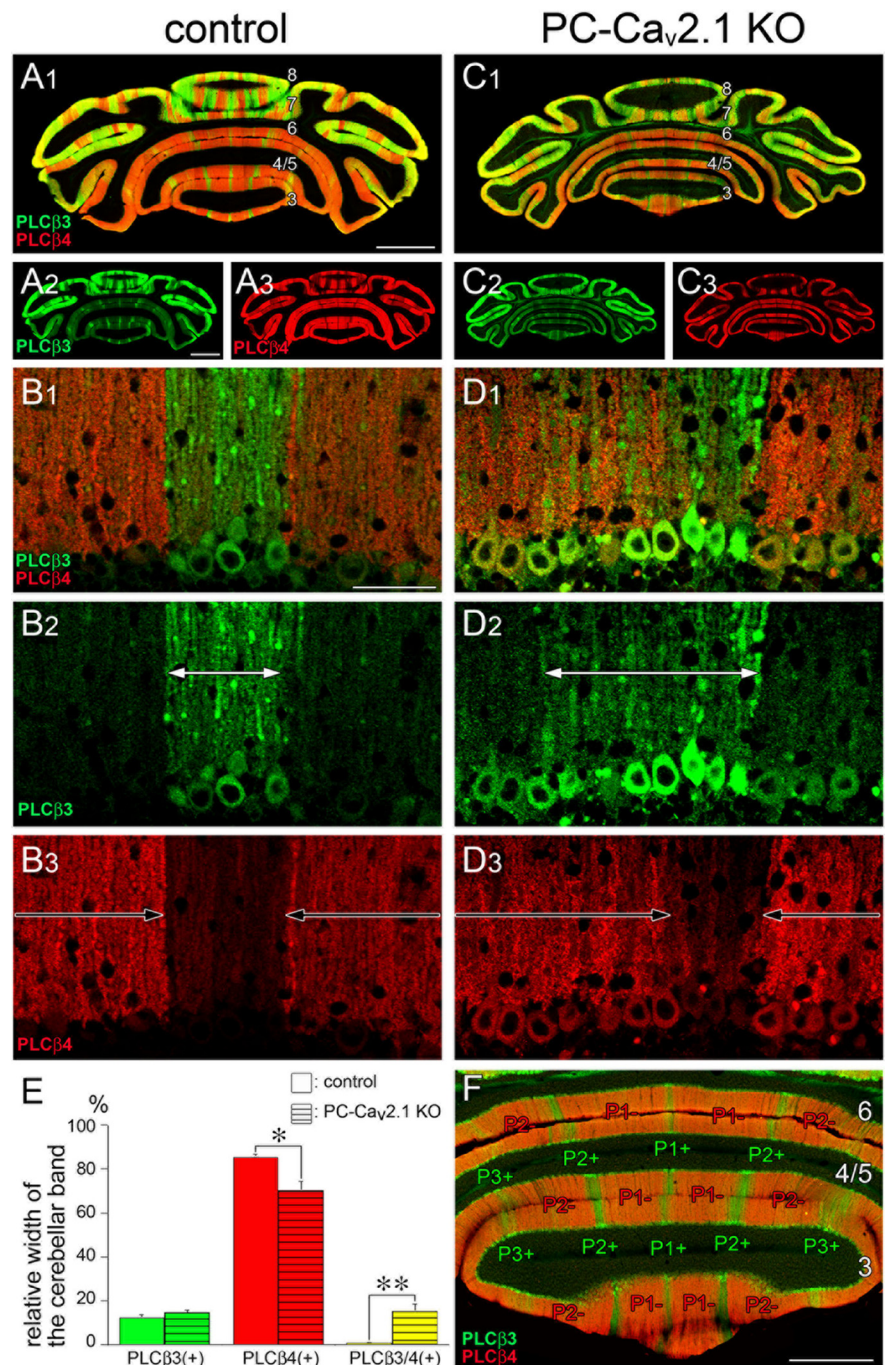 control
PC-Cav2.1 KO
A1
8
7
6
4/5
3
PLCβ3
PLCβ4
C1
8
7
6
4/5
3
A2
PLCβ3
A3
PLCβ4
C2
C3
B1
PLCβ3
PLCβ4
D1
B2
PLCβ3
D2
B3
PLCβ4
D3
E
%
: control
: PC-Cav2.1 KO
100
80
60
40
20
0
relative width of
the cerebellar band
*
**
PLCβ3(+)
PLCβ4(+)
PLCβ3/4(+)
F
6
P2- P1- P1- P2-
P3+ P2+ P1+ P2+
4/5
P2- P1- P1- P2-
P3+ P2+ P1+ P2+ P3+
3
P2- P1- P1- P2-
PLCβ3
PLCβ4